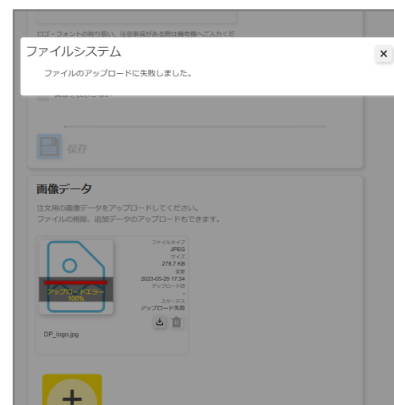 ロゴ・フォントの取り扱い、注意事項がある際は備考欄へご入力くだ
ファイルシステム
×
ファイルのアップロードに失敗しました。
保存
画像データ
注文用の画像データをアップロードしてください。
ファイルの削除、追加データのアップロードもできます。
ファイルタイプ
JPEG
サイズ
278.7 KB
変更
2023-05-26 17:54
アップロード日
-
ステータス
アップロード失敗
アップロードエラー
100%
DP_logo.jpg